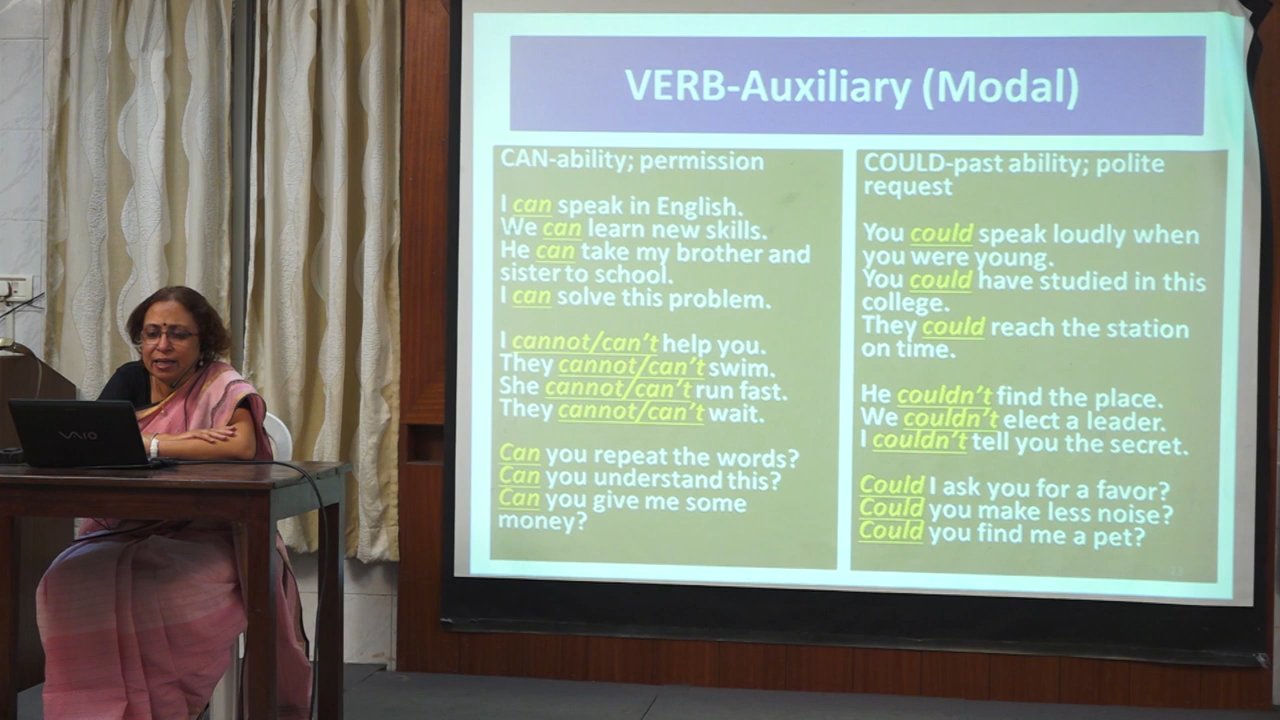 VERB-Auxiliary (Modal)
CAN-ability; permission
I can speak in English.
We can learn new skills.
He can take my brother and
sister to school.
I can solve this problem.
I cannot/can't help you.
They cannot/can't swim.
She cannot/can't run fast.
They cannot/can't wait.
Can you repeat the words?
Can you understand this?
Can you give me some
money?
COULD-past ability; polite
request
You could speak loudly when
you were young.
You could have studied in this
college.
They could reach the station
on time.
He couldn't find the place.
We couldn't elect a leader.
I couldn't tell you the secret.
Could I ask you for a favor?
Could you make less noise?
Could you find me a pet?
VAIO